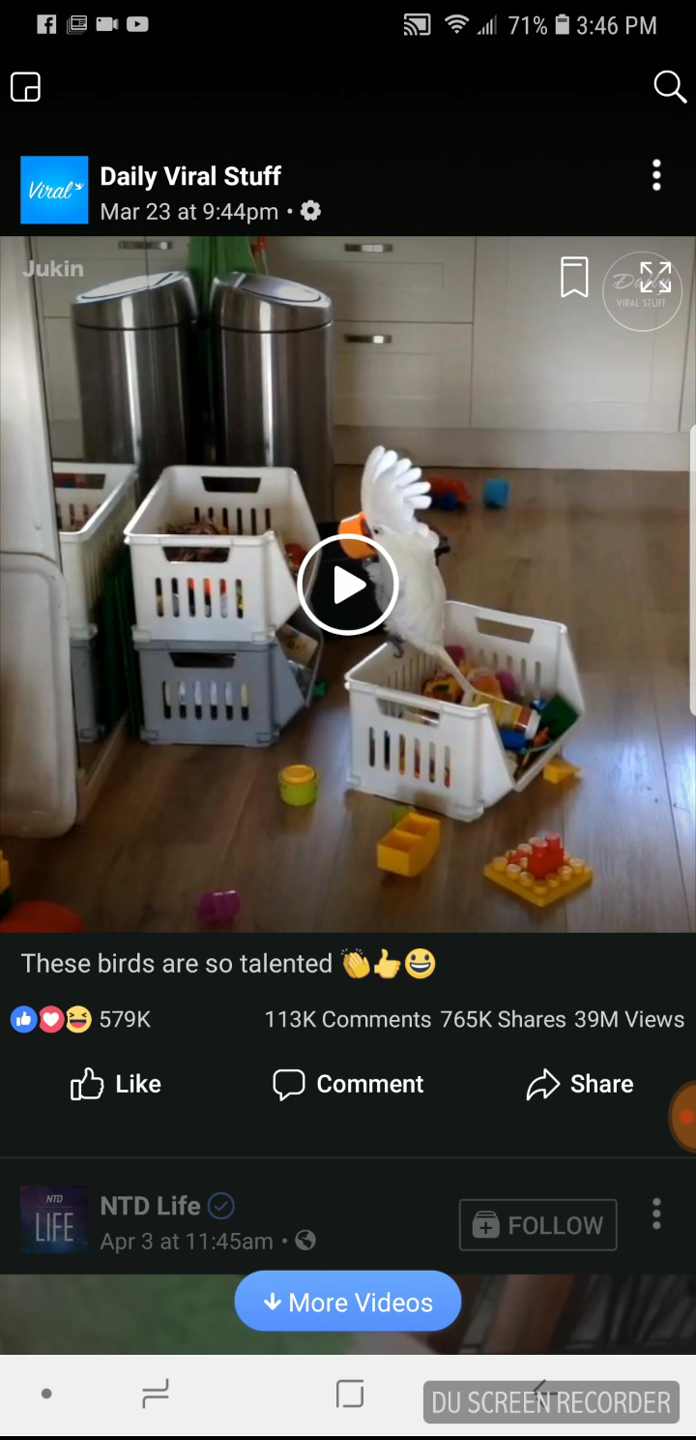 71% 3:46 PM
Viral
Daily Viral Stuff
Mar 23 at 9:44pm •
Jukin
Daily
VIRAL STUFF
These birds are so talented 👏👍😀
579K 113K Comments 765K Shares 39M Views
Like Comment Share
NTD
LIFE
NTD Life
Apr 3 at 11:45am •
FOLLOW
↓ More Videos
DU SCREEN RECORDER